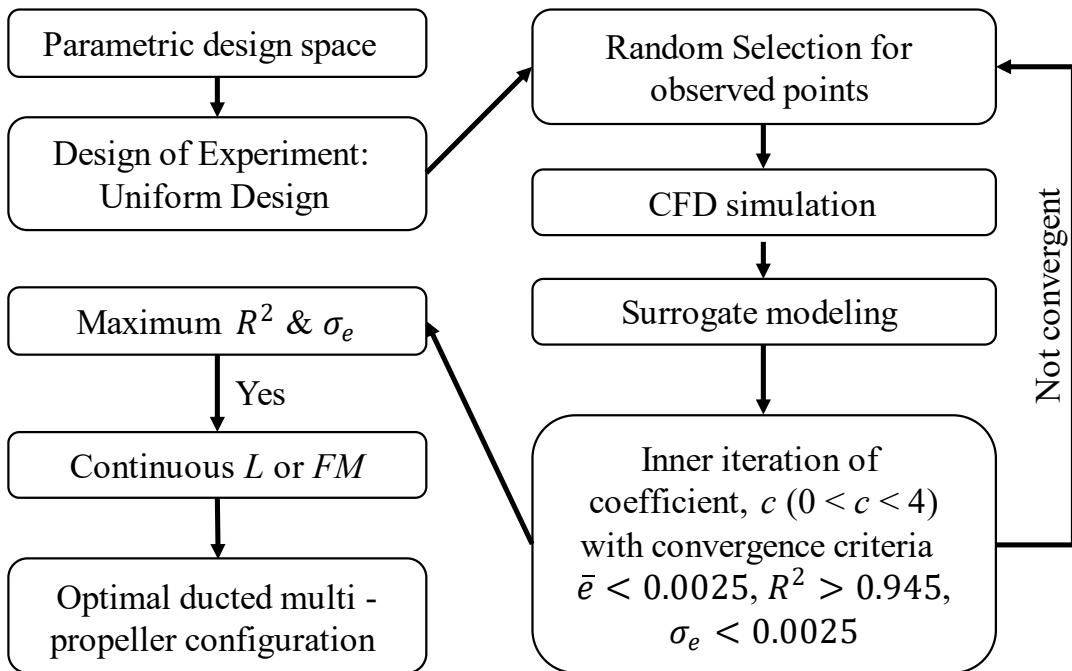 Parametric design space
Design of Experiment:
Uniform Design
Random Selection for
observed points
CFD simulation
Surrogate modeling
Inner iteration of
coefficient, c (0 < c < 4)
with convergence criteria
ē < 0.0025, R² > 0.945,
σₑ < 0.0025
Not convergent
Maximum R² & σₑ
Yes
Continuous L or FM
Optimal ducted multi -
propeller configuration